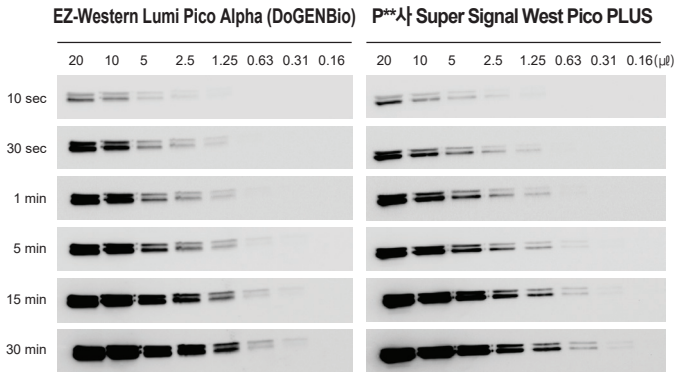 EZ-Western Lumi Pico Alpha (DoGENBio) P**사 Super Signal West Pico PLUS
20 10 5 2.5 1.25 0.63 0.31 0.16 20 10 5 2.5 1.25 0.63 0.31 0.16 (㎕)
10 sec
30 sec
1 min
5 min
15 min
30 min